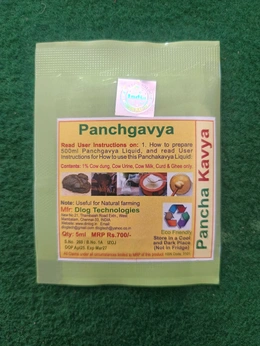 Panchgavya
Read User Instructions on: 1. How to prepare
500ml Panchgavya Liquid, and read User
Instructions for How to use this Panchakavya Liquid.
Contents: 1% Cow dung, Cow Urine, Cow Milk, Curd & Ghee only
Note: Useful for Natural farming
Mfr: Dlog Technologies
Qty: 5ml MRP Rs.700/-
Eco Friendly
Store in a Cool
and Dark Place
(Not in Fridge)
Pancha Kavya